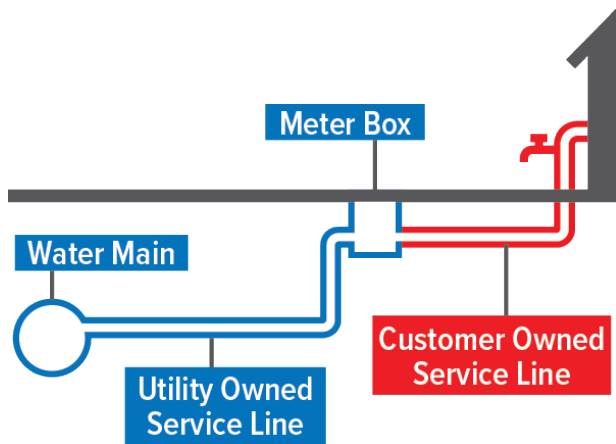 Meter Box
Water Main
Customer Owned
Service Line
Utility Owned
Service Line